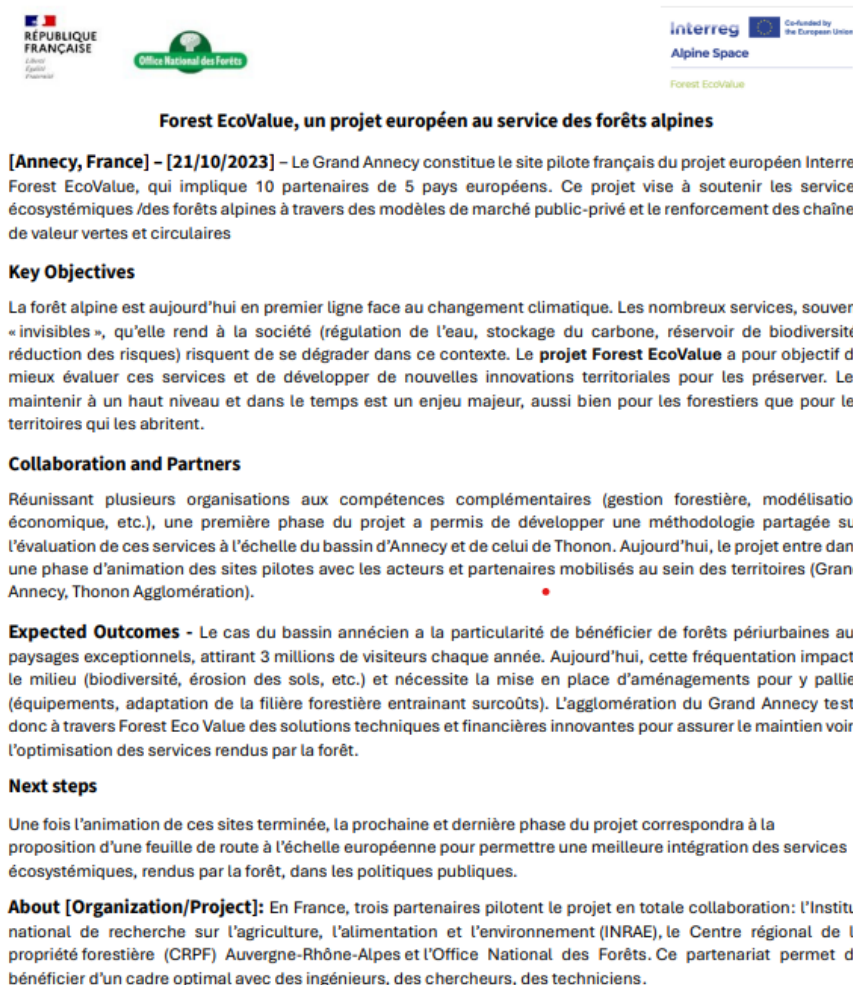 RÉPUBLIQUE
FRANÇAISE
Liberté
Égalité
Fraternité
Office National des Forêts
Interreg
Co-funded by
the European Union
Alpine Space
Forest EcoValue
Forest EcoValue, un projet européen au service des forêts alpines
[Annecy, France] – [21/10/2023] – Le Grand Annecy constitue le site pilote français du projet européen Interre
Forest EcoValue, qui implique 10 partenaires de 5 pays européens. Ce projet vise à soutenir les service
écosystémiques /des forêts alpines à travers des modèles de marché public-privé et le renforcement des chaîne
de valeur vertes et circulaires
Key Objectives
La forêt alpine est aujourd'hui en premier ligne face au changement climatique. Les nombreux services, souven
« invisibles », qu'elle rend à la société (régulation de l'eau, stockage du carbone, réservoir de biodiversité
réduction des risques) risquent de se dégrader dans ce contexte. Le projet Forest EcoValue a pour objectif d
mieux évaluer ces services et de développer de nouvelles innovations territoriales pour les préserver. Le
maintenir à un haut niveau et dans le temps est un enjeu majeur, aussi bien pour les forestiers que pour le
territoires qui les abritent.
Collaboration and Partners
Réunissant plusieurs organisations aux compétences complémentaires (gestion forestière, modélisatio
économique, etc.), une première phase du projet a permis de développer une méthodologie partagée su
l'évaluation de ces services à l'échelle du bassin d'Annecy et de celui de Thonon. Aujourd'hui, le projet entre dan
une phase d'animation des sites pilotes avec les acteurs et partenaires mobilisés au sein des territoires (Gran
Annecy, Thonon Agglomération).
Expected Outcomes - Le cas du bassin annécien a la particularité de bénéficier de forêts périurbaines au
paysages exceptionnels, attirant 3 millions de visiteurs chaque année. Aujourd'hui, cette fréquentation impact
le milieu (biodiversité, érosion des sols, etc.) et nécessite la mise en place d'aménagements pour y pallie
(équipements, adaptation de la filière forestière entrainant surcoûts). L'agglomération du Grand Annecy test
donc à travers Forest Eco Value des solutions techniques et financières innovantes pour assurer le maintien voir
l'optimisation des services rendus par la forêt.
Next steps
Une fois l'animation de ces sites terminée, la prochaine et dernière phase du projet correspondra à la
proposition d'une feuille de route à l'échelle européenne pour permettre une meilleure intégration des services
écosystémiques, rendus par la forêt, dans les politiques publiques.
About [Organization/Project]: En France, trois partenaires pilotent le projet en totale collaboration : l'Institu
national de recherche sur l'agriculture, l'alimentation et l'environnement (INRAE), le Centre régional de l
propriété forestière (CRPF) Auvergne-Rhône-Alpes et l'Office National des Forêts. Ce partenariat permet d
bénéficier d'un cadre optimal avec des ingénieurs, des chercheurs, des techniciens.